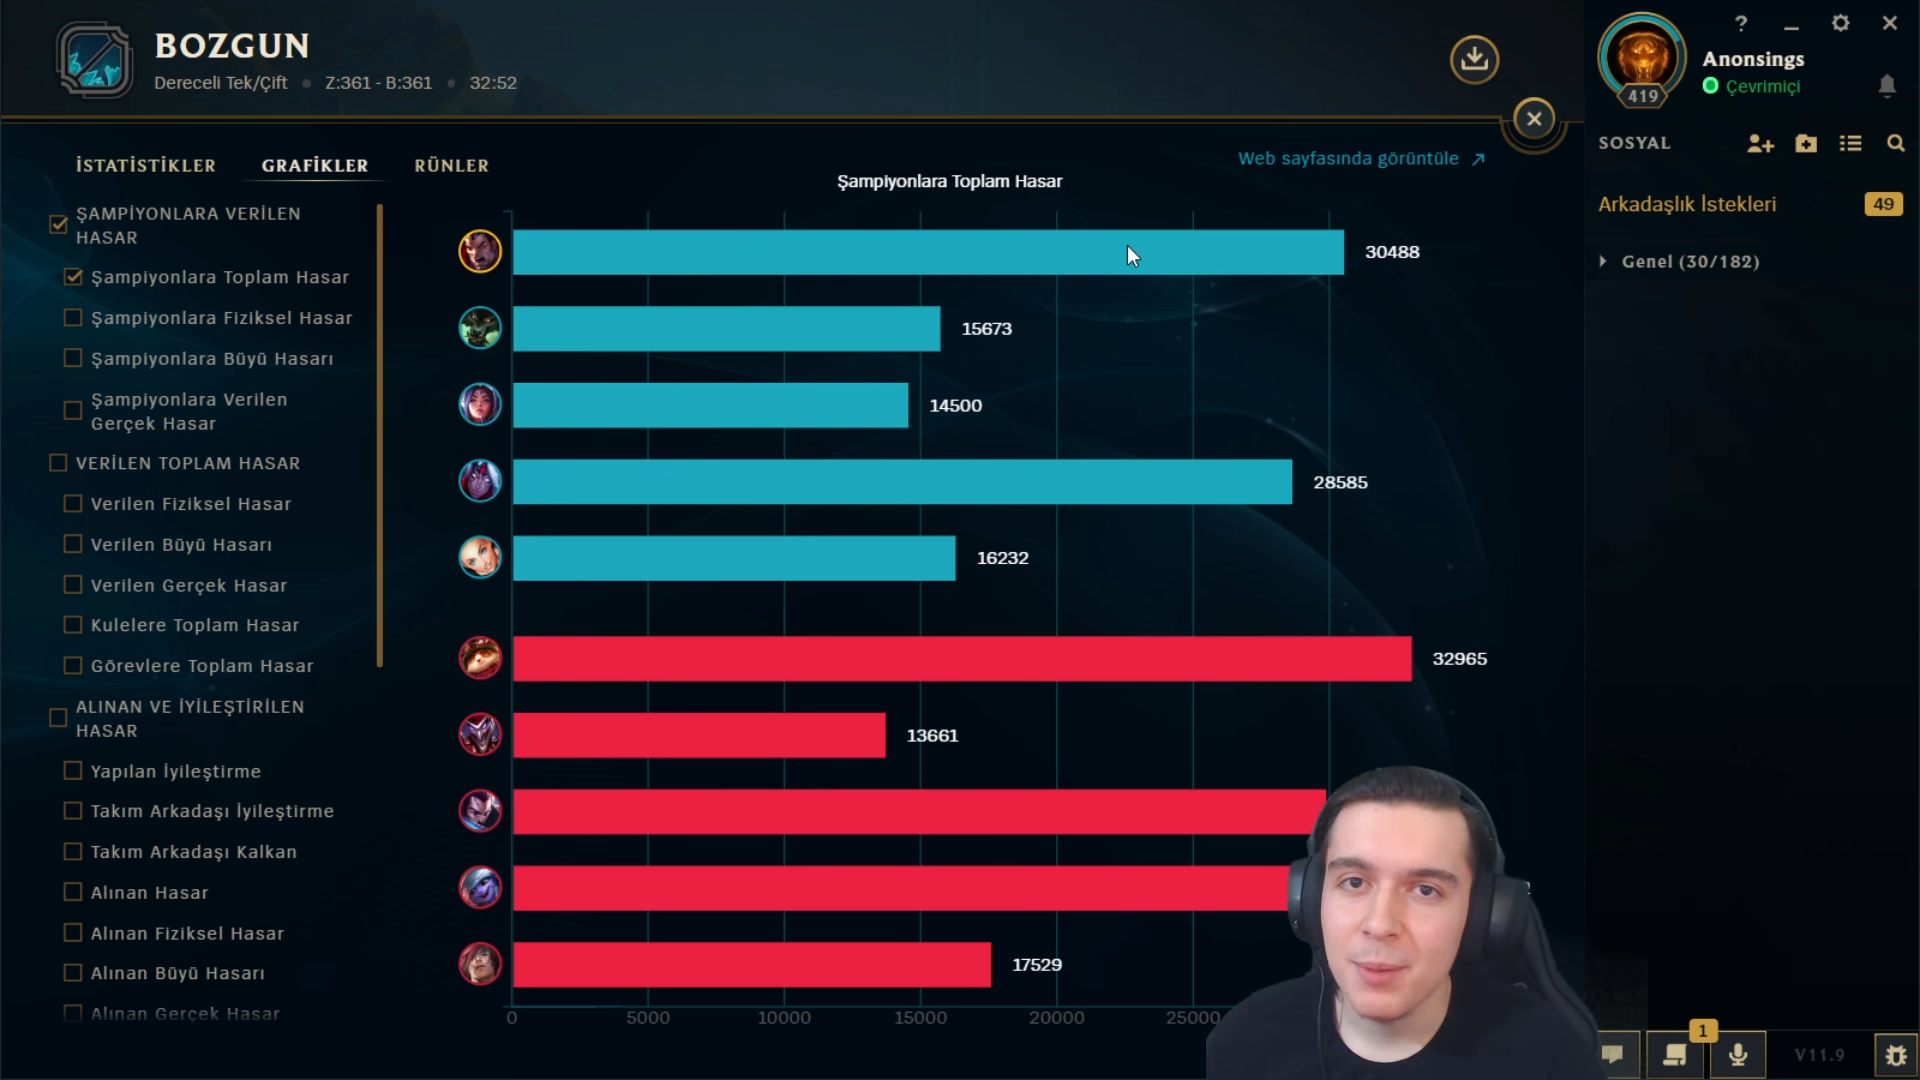 BOZGUN
Dereceli Tek/Çift • Z:361 - B:361 • 32:52
İSTATİSTİKLER GRAFİKLER RÜNLER
Web sayfasında görüntüle
ŞAMPİYONLARA VERİLEN
HASAR
Şampiyonlara Toplam Hasar
Şampiyonlara Fiziksel Hasar
Şampiyonlara Büyü Hasarı
Şampiyonlara Verilen
Gerçek Hasar
VERİLEN TOPLAM HASAR
Verilen Fiziksel Hasar
Verilen Büyü Hasarı
Verilen Gerçek Hasar
Kulelere Toplam Hasar
Görevlere Toplam Hasar
ALINAN VE İYİLEŞTİRİLEN
HASAR
Yapılan İyileştirme
Takım Arkadaşı İyileştirme
Takım Arkadaşı Kalkan
Alınan Hasar
Alınan Fiziksel Hasar
Alınan Büyü Hasarı
Alınan Gerçek Hasar
Şampiyonlara Toplam Hasar
30488
15673
14500
28585
16232
32965
13661
17529
0 5000 10000 15000 20000 25000
?
419
Anonsings
Çevrimiçi
SOSYAL
Arkadaşlık İstekleri 49
Genel (30/182)
1
V11.9